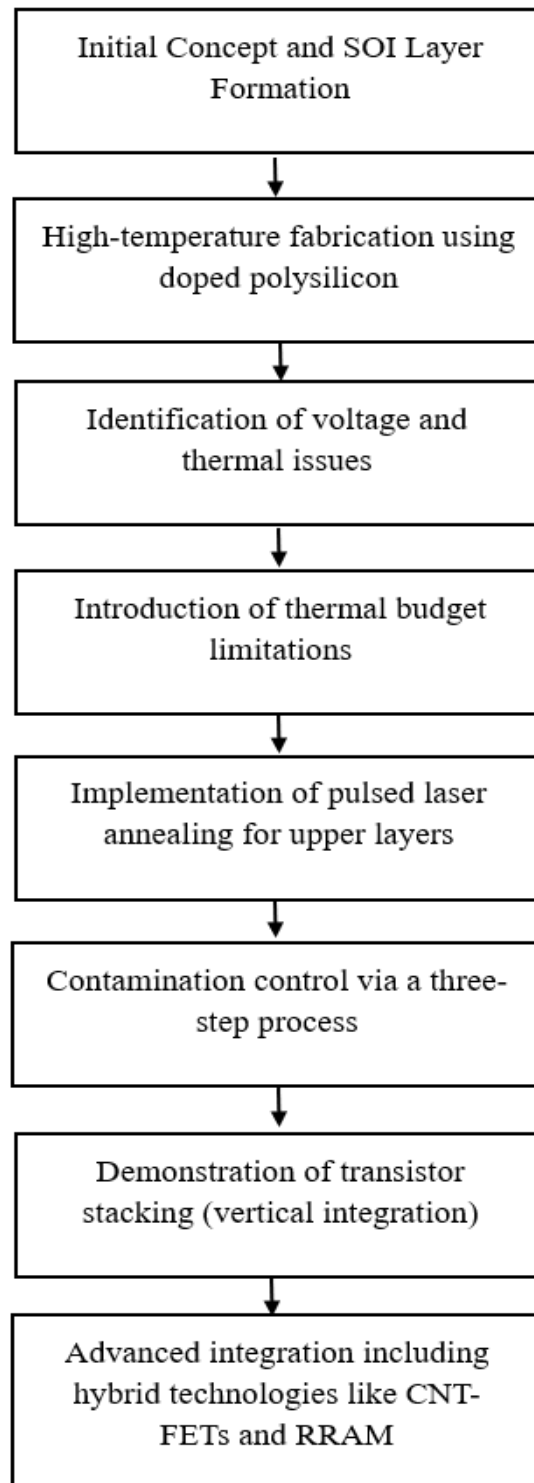 Initial Concept and SOI Layer
Formation
High-temperature fabrication using
doped polysilicon
Identification of voltage and
thermal issues
Introduction of thermal budget
limitations
Implementation of pulsed laser
annealing for upper layers
Contamination control via a three-
step process
Demonstration of transistor
stacking (vertical integration)
Advanced integration including
hybrid technologies like CNT-
FETs and RRAM